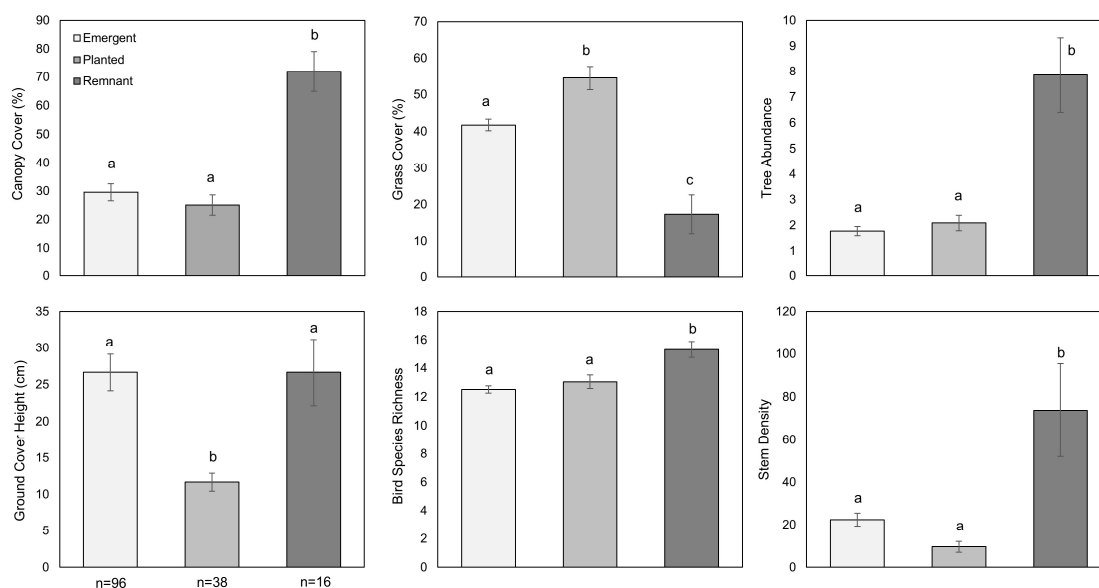 Canopy Cover (%)
90
80
70
60
50
40
30
20
10
0
Emergent
Planted
Remnant
a
a
b
Grass Cover (%)
70
60
50
40
30
20
10
0
a
b
c
Tree Abundance
10
9
8
7
6
5
4
3
2
1
0
a
a
b
Ground Cover Height (cm)
35
30
25
20
15
10
5
0
a
b
a
n=96
n=38
n=16
Bird Species Richness
18
16
14
12
10
8
6
4
2
0
a
a
b
Stem Density
120
100
80
60
40
20
0
a
a
b